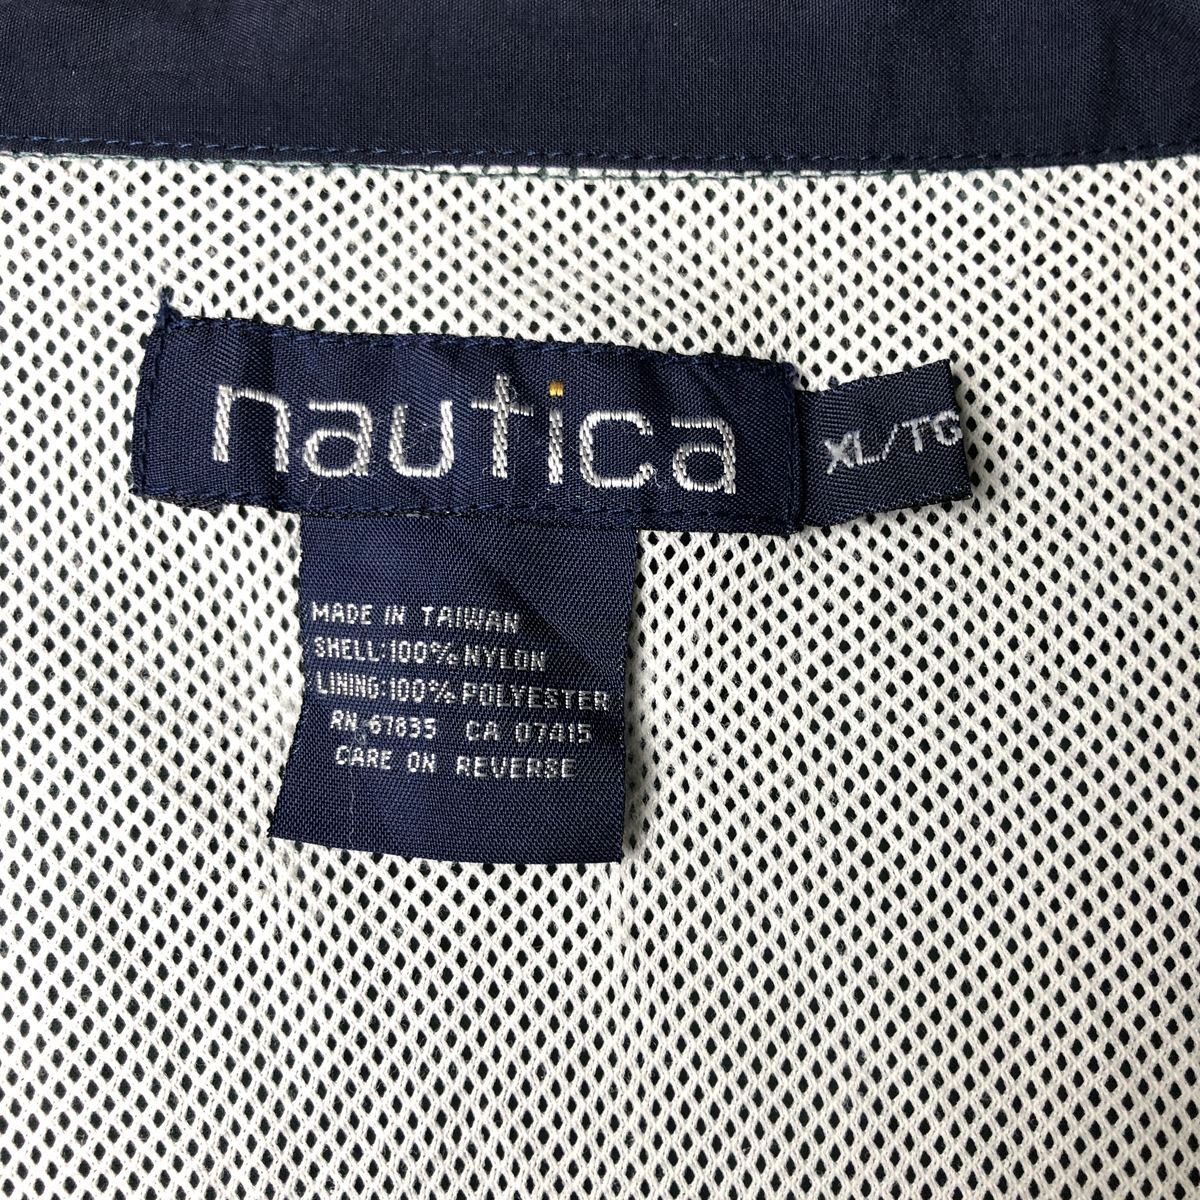 nautica
XL/TG
MADE IN TAIWAN
SHELL:100% NYLON
LINING:100% POLYESTER
RN 67835 CA 07415
CARE ON REVERSE